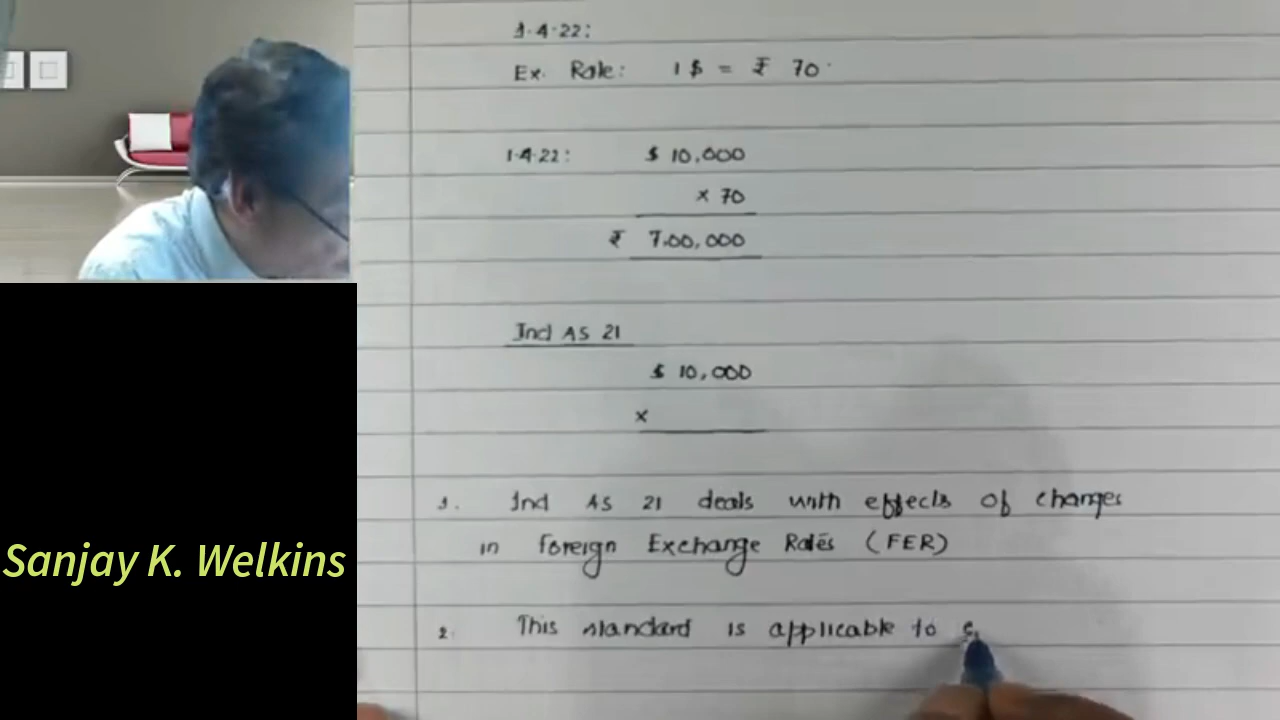 1.4.22:
Ex. Rate: 1 $ = ₹ 70
1.4.22: $ 10,000
x 70
₹ 7,00,000
Ind AS 21
$ 10,000
x
1. Ind AS 21 deals with effects of changes
in Foreign Exchange Rates (FER)
2. This standard is applicable to
Sanjay K. Welkins